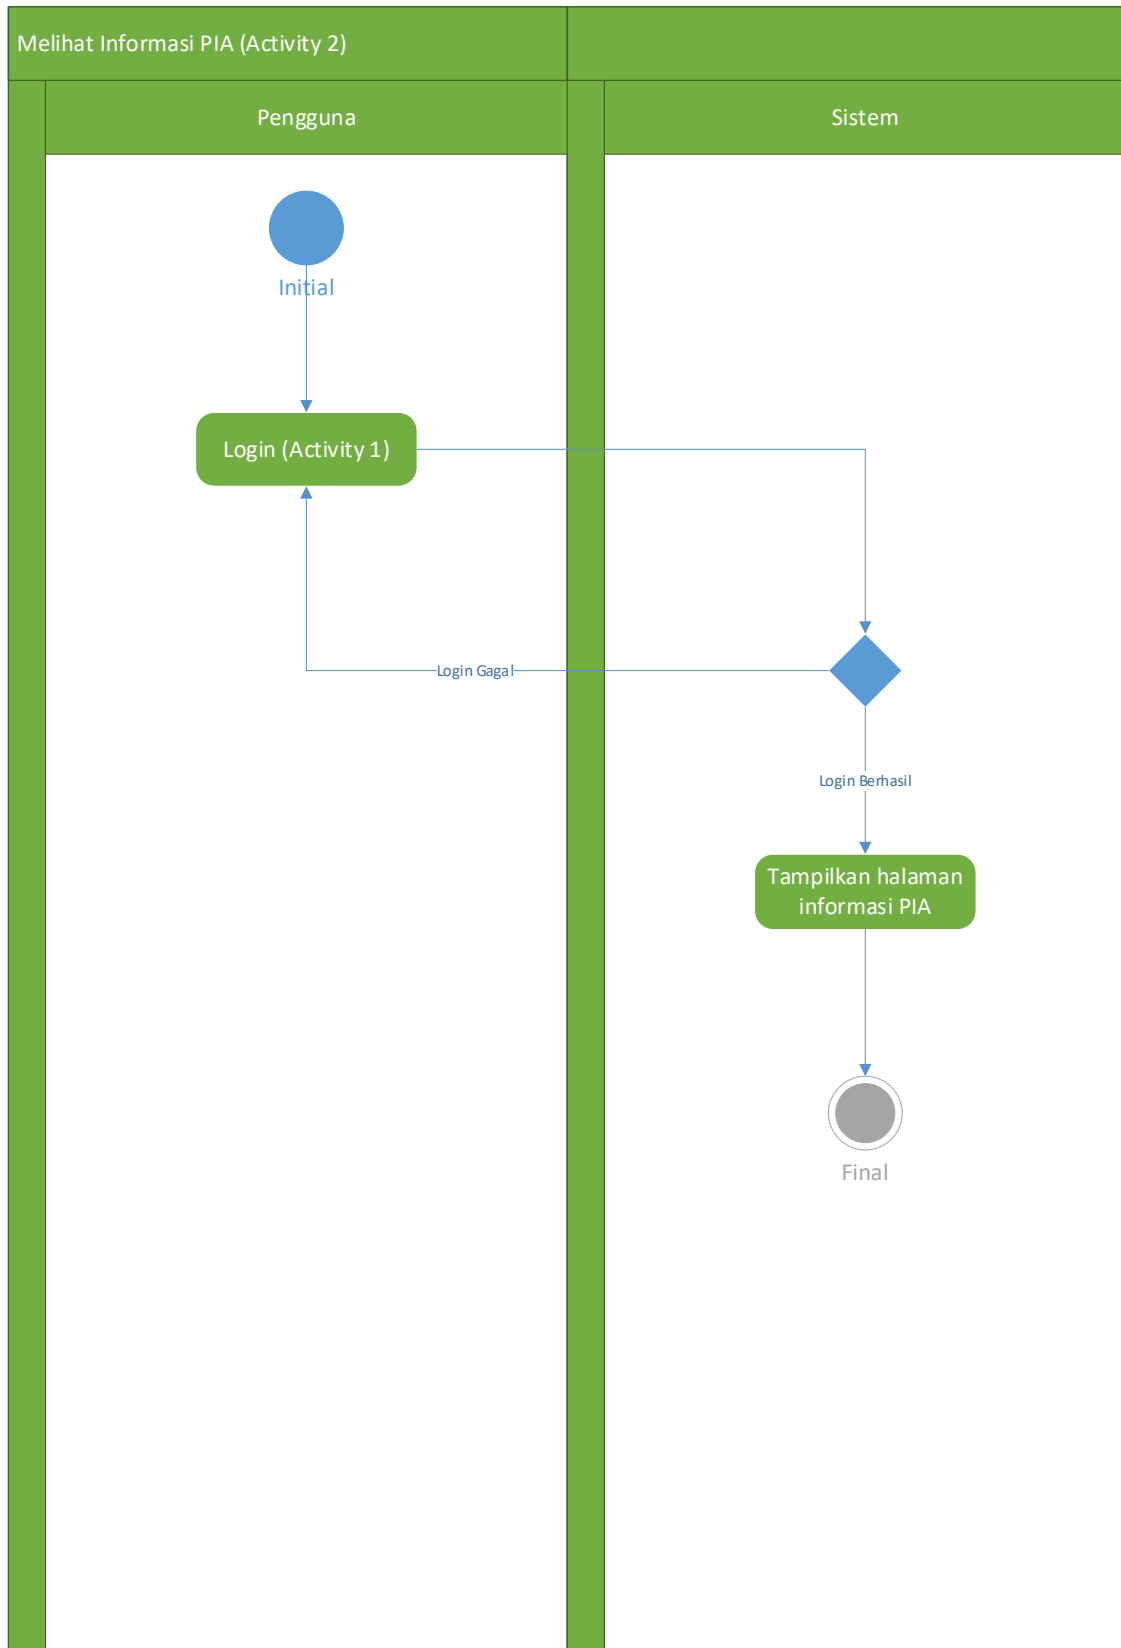 Melihat Informasi PIA (Activity 2)
Pengguna
Sistem
Initial
Login (Activity 1)
Login Gagal
Login Berhasil
Tampilkan halaman
informasi PIA
Final